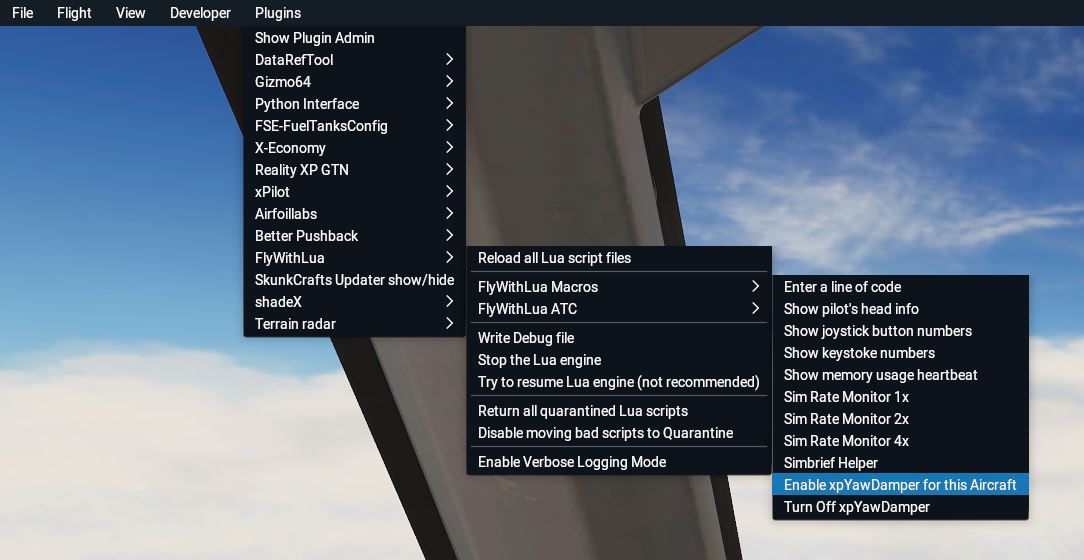 File Flight View Developer Plugins
Show Plugin Admin
DataRefTool
Gizmo64
Python Interface
FSE-FuelTanksConfig
X-Economy
Reality XP GTN
xPilot
Airfoillabs
Better Pushback
FlyWithLua
SkunkCrafts Updater show/hide
shadeX
Terrain radar
Reload all Lua script files
FlyWithLua Macros
FlyWithLua ATC
Write Debug file
Stop the Lua engine
Try to resume Lua engine (not recommended)
Return all quarantined Lua scripts
Disable moving bad scripts to Quarantine
Enable Verbose Logging Mode
Enter a line of code
Show pilot's head info
Show joystick button numbers
Show keystoke numbers
Show memory usage heartbeat
Sim Rate Monitor 1x
Sim Rate Monitor 2x
Sim Rate Monitor 4x
Simbrief Helper
Enable xpYawDamper for this Aircraft
Turn Off xpYawDamper